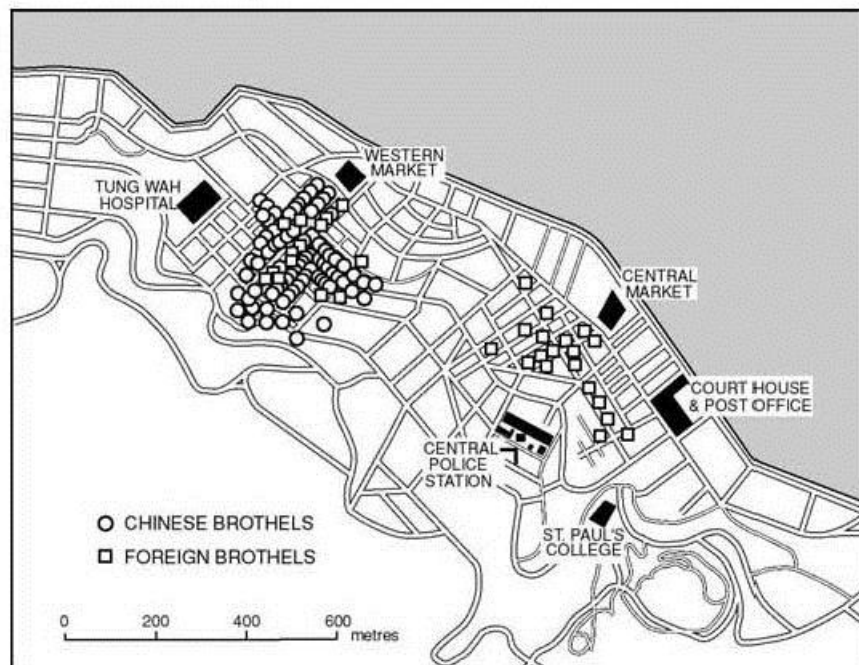 WESTERN
MARKET
TUNG WAH
HOSPITAL
CENTRAL
MARKET
COURT HOUSE
& POST OFFICE
CENTRAL
POLICE
STATION
ST. PAUL'S
COLLEGE
CHINESE BROTHELS
FOREIGN BROTHELS
0 200 400 600
metres